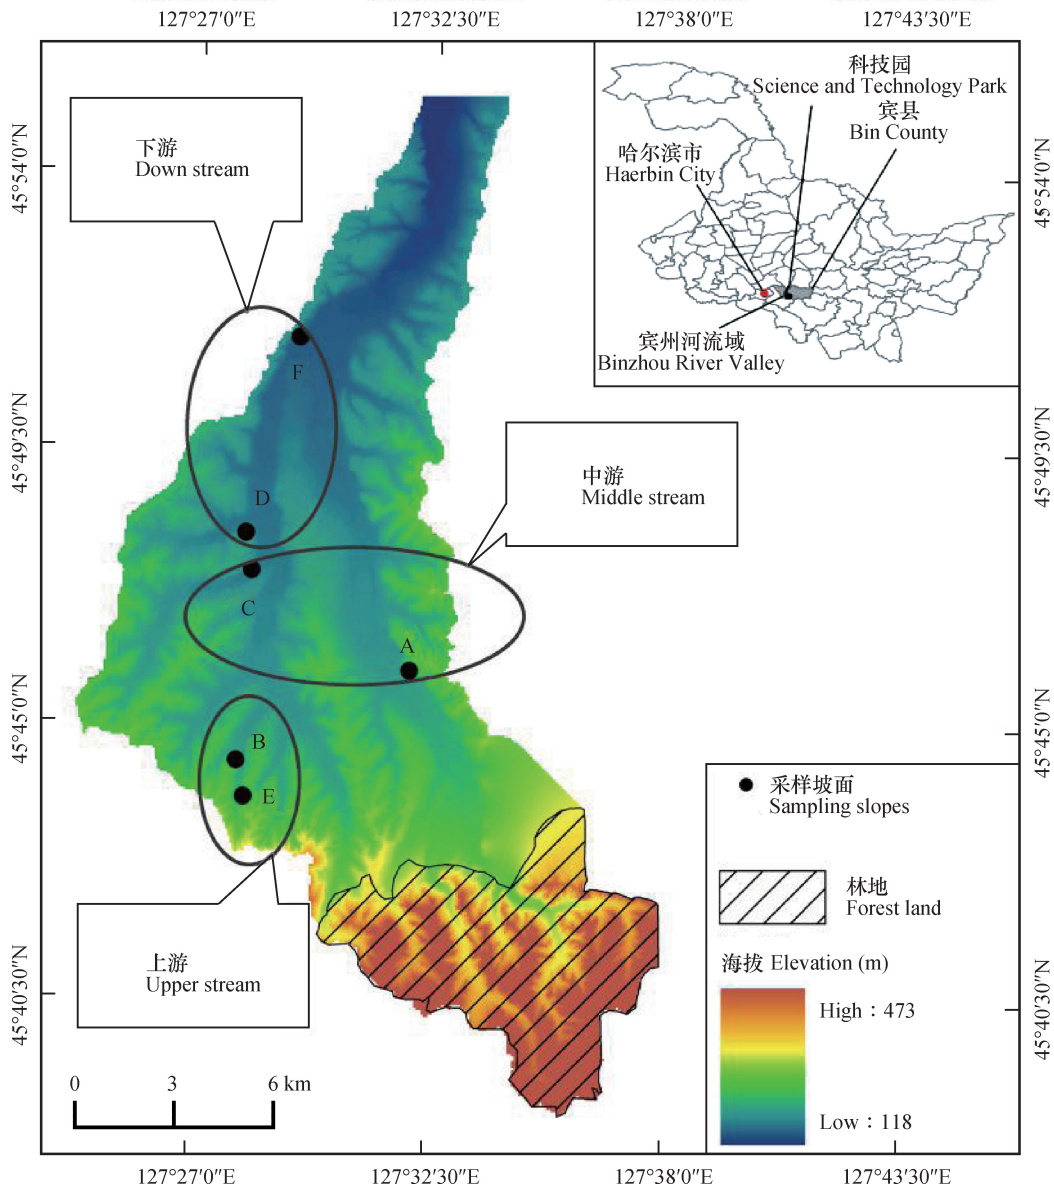 127°27'0"E
127°32'30"E
127°38'0"E
127°43'30"E
45°54'0"N
45°49'30"N
45°45'0"N
45°40'30"N
下游
Down stream
F
D
中游
Middle stream
C
A
B
E
上游
Upper stream
0 3 6 km
科技园
Science and Technology Park
宾县
Bin County
哈尔滨市
Haerbin City
宾州河流域
Binzhou River Valley
采样坡面
Sampling slopes
林地
Forest land
海拔 Elevation (m)
High：473
Low：118
45°54'0"N
45°49'30"N
45°45'0"N
45°40'30"N
127°27'0"E
127°32'30"E
127°38'0"E
127°43'30"E